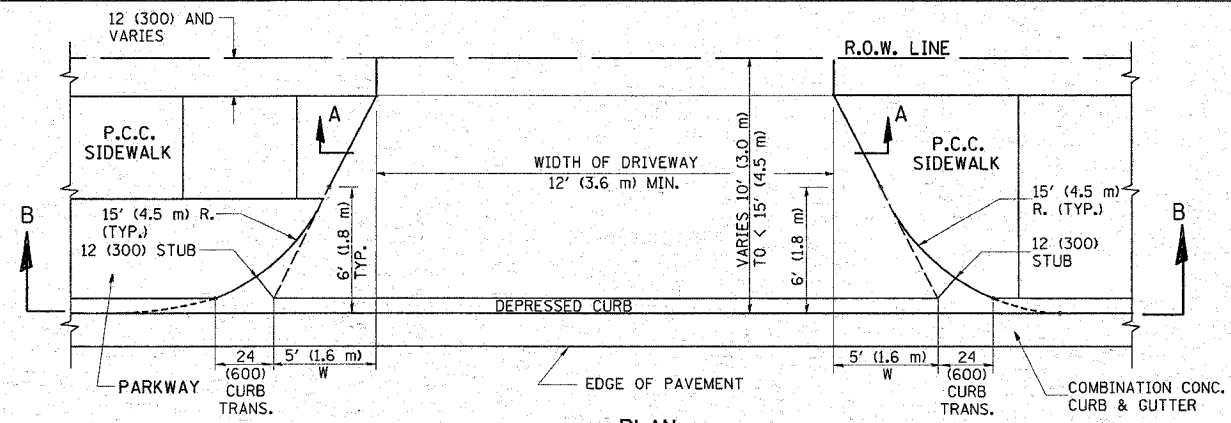 12 (300) AND
VARIES
R.O.W. LINE
A
A
P.C.C.
SIDEWALK
P.C.C.
SIDEWALK
WIDTH OF DRIVEWAY
12' (3.6 m) MIN.
VARIES 10' (3.0 m)
TO < 15' (4.5 m)
B
B
15' (4.5 m) R.
(TYP.)
12 (300) STUB
6' (1.8 m)
TYP.
6' (1.8 m)
15' (4.5 m)
R. (TYP.)
12 (300)
STUB
DEPRESSED CURB
PARKWAY
24
(600)
CURB
TRANS.
5' (1.6 m)
W
EDGE OF PAVEMENT
5' (1.6 m)
W
24
(600)
CURB
TRANS.
COMBINATION CONC.
CURB & GUTTER
PLAN